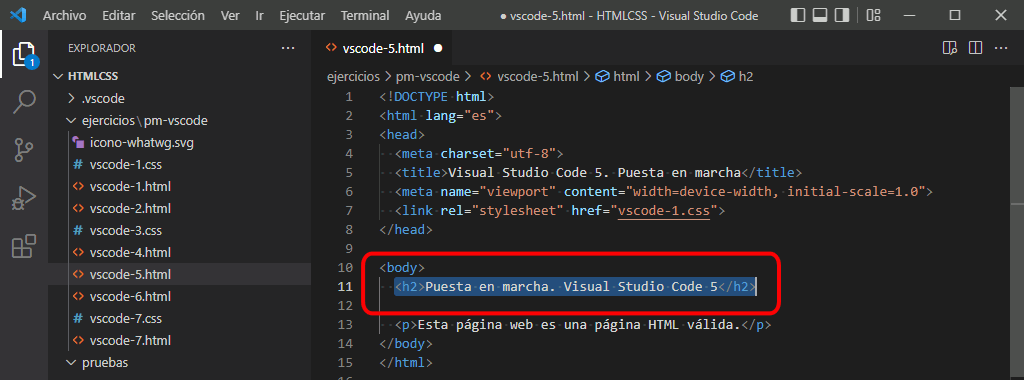 Archivo Editar Selección Ver Ir Ejecutar Terminal Ayuda ● vscode-5.html - HTMLCSS - Visual Studio Code
EXPLORADOR ···
1
HTMLCSS
.vscode
ejercicios\pm-vscode
icono-whatwg.svg
# vscode-1.css
<> vscode-1.html
<> vscode-2.html
# vscode-3.css
<> vscode-4.html
<> vscode-5.html
<> vscode-6.html
# vscode-7.css
<> vscode-7.html
pruebas
<> vscode-5.html ●
ejercicios > pm-vscode > <> vscode-5.html > html > body > h2
1 <!DOCTYPE·html>
2 <html·lang="es">
3 <head>
4 ··<meta·charset="utf-8">
5 ··<title>Visual·Studio·Code·5.·Puesta·en·marcha</title>
6 ··<meta·name="viewport"·content="width=device-width,·initial-scale=1.0">
7 ··<link·rel="stylesheet"·href="vscode-1.css">
8 </head>
9
10 <body>
11 ··<h2>Puesta·en·marcha.·Visual·Studio·Code·5</h2>
12
13 ··<p>Esta·página·web·es·una·página·HTML·válida.</p>
14 </body>
15 </html>